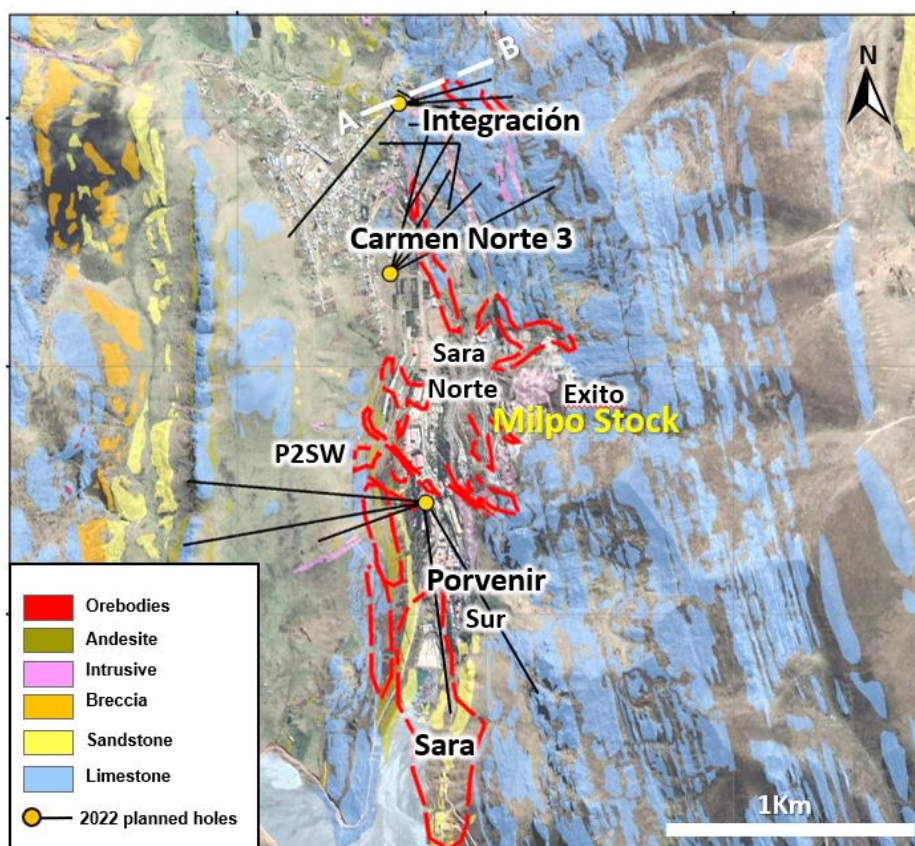 B
N
A
Integración
Carmen Norte 3
Sara
Norte
Exito
Milpo Stock
P2SW
Porvenir
Sur
Sara
Orebodies
Andesite
Intrusive
Breccia
Sandstone
Limestone
2022 planned holes
1Km